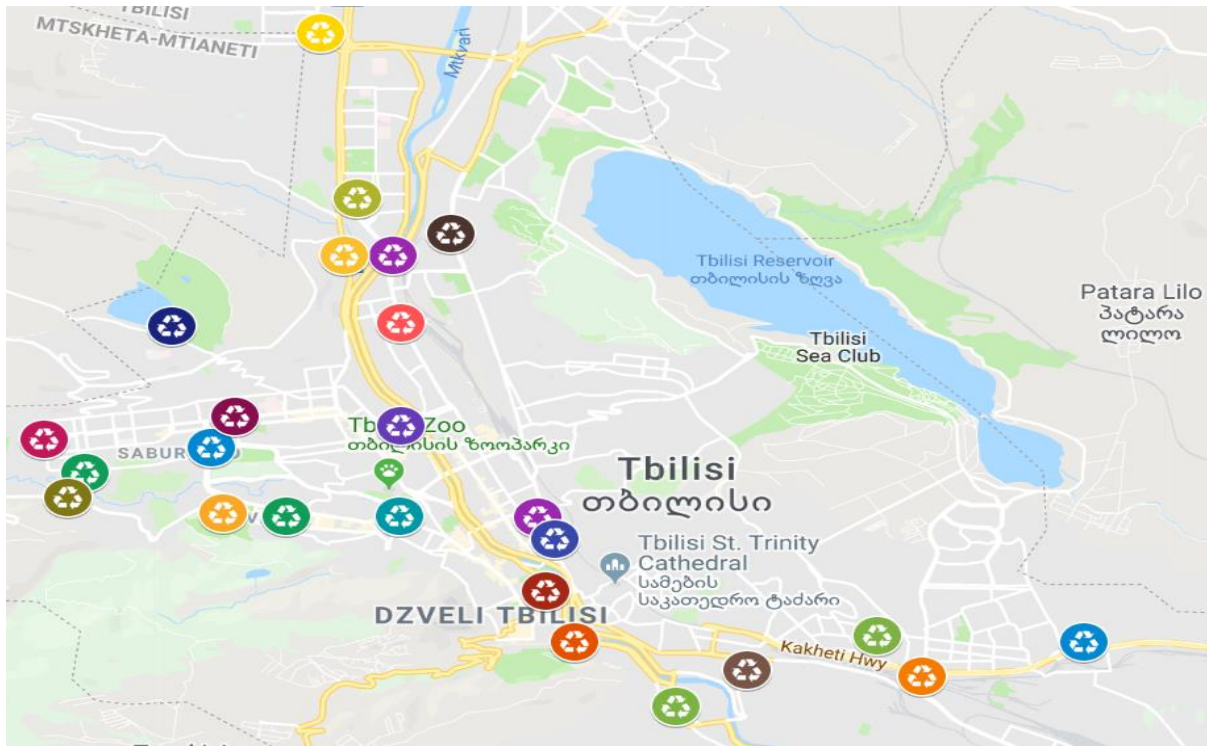 TBILISI
MTSKHETA-MTIANETI
Mtkvari
Tbilisi Reservoir
თბილისის ზღვა
Patara Lilo
პატარა
ლილო
Tbilisi
Sea Club
Zoo
თბილისის ზოოპარკი
SABUR
Tbilisi
თბილისი
Tbilisi St. Trinity
Cathedral
სამების
საკათედრო ტაძარი
DZVELI TBILISI
Kakheti Hwy